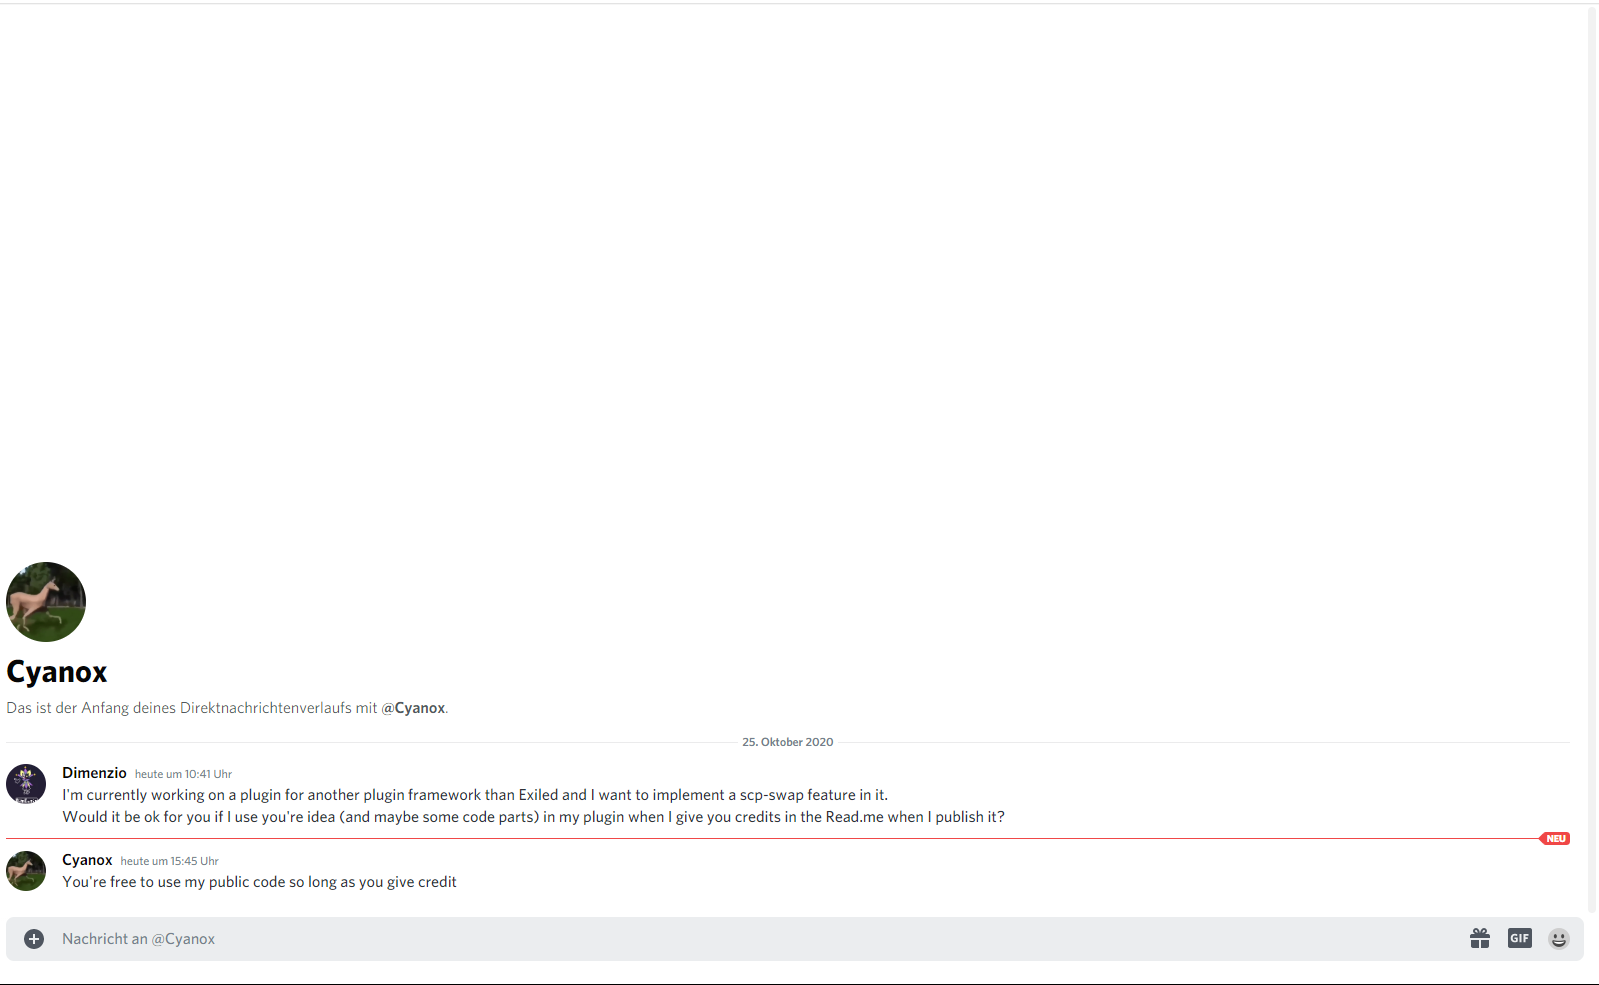 Cyanox
Das ist der Anfang deines Direktnachrichtenverlaufs mit @Cyanox.
25. Oktober 2020
Dimenzio heute um 10:41 Uhr
I'm currently working on a plugin for another plugin framework than Exiled and I want to implement a scp-swap feature in it.
Would it be ok for you if I use you're idea (and maybe some code parts) in my plugin when I give you credits in the Read.me when I publish it?
NEU
Cyanox heute um 15:45 Uhr
You're free to use my public code so long as you give credit
Nachricht an @Cyanox
GIF